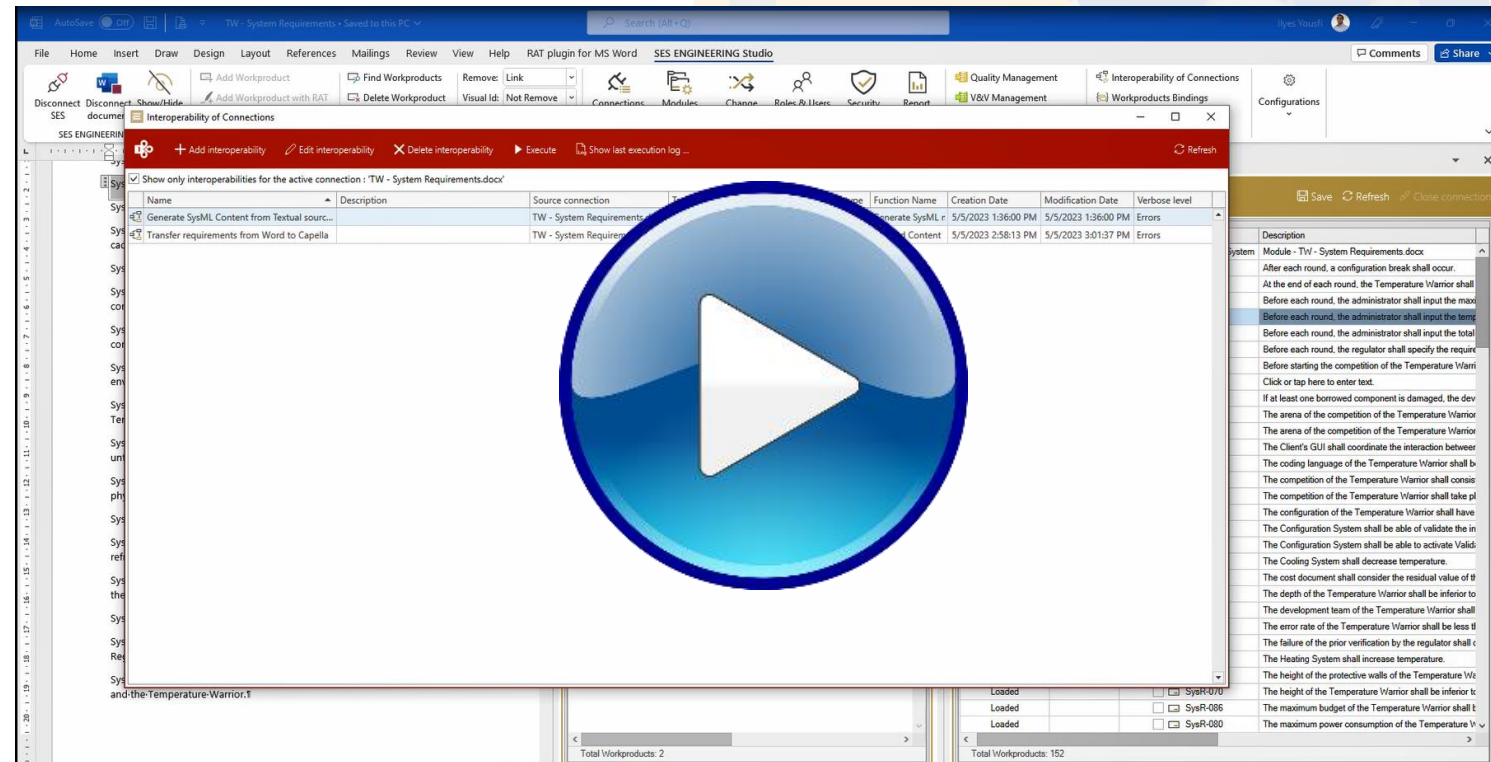 AutoSave Off TW - System Requirements • Saved to this PC Search (Alt+Q) Ilyes Yousfi
File Home Insert Draw Design Layout References Mailings Review View Help RAT plugin for MS Word SES ENGINEERING Studio Comments Share
Add Workproduct Find Workproducts Remove: Link Quality Management Interoperability of Connections
Disconnect SES Disconnect Show/Hide Add Workproduct with RAT Delete Workproduct Visual Id: Not Remove Connections Modules Change Roles & Users Security Report V&V Management Workproducts Bindings Configurations
SES ENGINEERIN
Interoperability of Connections
Add interoperability Edit interoperability Delete interoperability Execute Show last execution log ... Refresh
Show only interoperabilities for the active connection : 'TW - System Requirements.docx'
Name Description Source connection Function Name Creation Date Modification Date Verbose level
Generate SysML Content from Textual sourc... TW - System Requirements. Generate SysML r 5/5/2023 1:36:00 PM 5/5/2023 1:36:00 PM Errors
Transfer requirements from Word to Capella TW - System Requirem Content 5/5/2023 2:58:13 PM 5/5/2023 3:01:37 PM Errors
and·the·Temperature·Warrior.¶
Total Workproducts: 2
Save Refresh Close connection
Description
ystem Module - TW - System Requirements.docx
After each round, a configuration break shall occur.
At the end of each round, the Temperature Warrior shall
Before each round, the administrator shall input the maxi
Before each round, the administrator shall input the temp
Before each round, the administrator shall input the total
Before each round, the regulator shall specify the require
Before starting the competition of the Temperature Warri
Click or tap here to enter text.
If at least one borrowed component is damaged, the dev
The arena of the competition of the Temperature Warrior
The arena of the competition of the Temperature Warrior
The Client's GUI shall coordinate the interaction between
The coding language of the Temperature Warrior shall b
The competition of the Temperature Warrior shall consis
The competition of the Temperature Warrior shall take pl
The configuration of the Temperature Warrior shall have
The Configuration System shall be able of validate the in
The Configuration System shall be able to activate Valid
The Cooling System shall decrease temperature.
The cost document shall consider the residual value of th
The depth of the Temperature Warrior shall be inferior to
The development team of the Temperature Warrior shall
The error rate of the Temperature Warrior shall be less th
The failure of the prior verification by the regulator shall c
The Heating System shall increase temperature.
The height of the protective walls of the Temperature Wa
Loaded SysR-070 The height of the Temperature Warrior shall be inferior to
Loaded SysR-086 The maximum budget of the Temperature Warrior shall b
Loaded SysR-080 The maximum power consumption of the Temperature W
Total Workproducts: 152